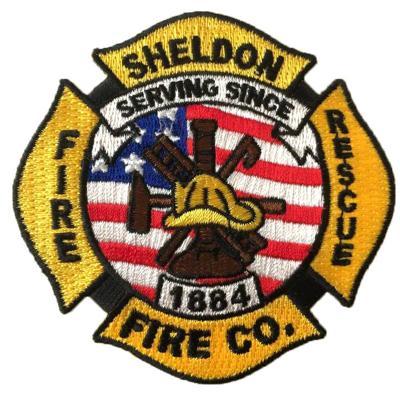 SHELDON
SERVING SINCE
FIRE
RESCUE
1884
FIRE CO.